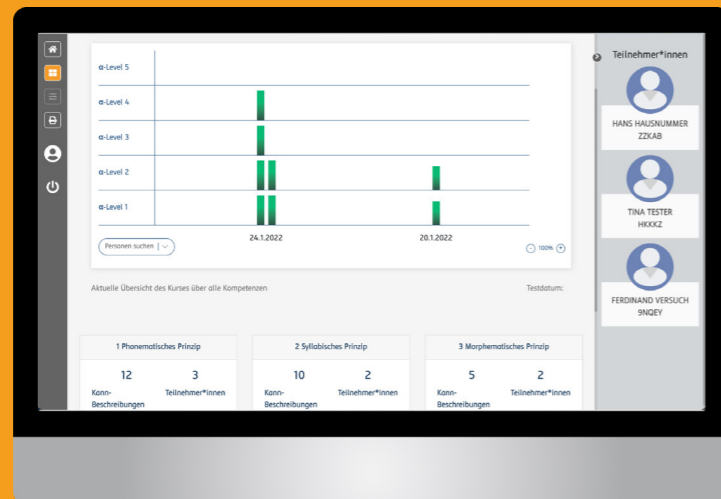 α-Level 5
α-Level 4
α-Level 3
α-Level 2
α-Level 1
24.1.2022
20.1.2022
Personen suchen
100%
Aktuelle Übersicht des Kurses über alle Kompetenzen
Testdatum:
1 Phonematisches Prinzip
12 3
Kann-Beschreibungen Teilnehmer*innen
2 Syllabisches Prinzip
10 2
Kann-Beschreibungen Teilnehmer*innen
3 Morphematisches Prinzip
5 2
Kann-Beschreibungen Teilnehmer*innen
Teilnehmer*innen
HANS HAUSNUMMER
ZZKAB
TINA TESTER
HKKKZ
FERDINAND VERSUCH
9NQEY